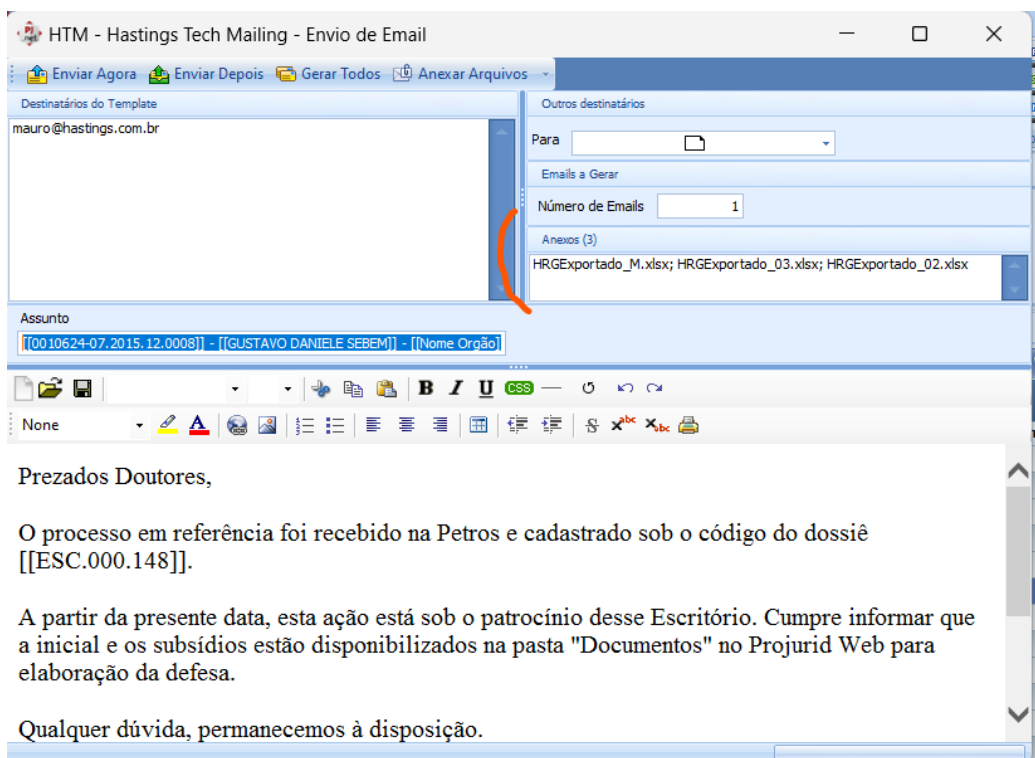 HTM - Hastings Tech Mailing - Envio de Email
Enviar Agora Enviar Depois Gerar Todos Anexar Arquivos
Destinatários do Template
mauro@hastings.com.br
Outros destinatários
Para
Emails a Gerar
Número de Emails 1
Anexos (3)
HRGExportado_M.xlsx; HRGExportado_03.xlsx; HRGExportado_02.xlsx
Assunto
[[0010624-07.2015.12.0008]] - [[GUSTAVO DANIELE SEBEM]] - [[Nome Orgão]
B I U CSS
None A S x abc x abc
Prezados Doutores,
O processo em referência foi recebido na Petros e cadastrado sob o código do dossiê
[[ESC.000.148]].
A partir da presente data, esta ação está sob o patrocínio desse Escritório. Cumpre informar que
a inicial e os subsídios estão disponibilizados na pasta "Documentos" no Projurid Web para
elaboração da defesa.
Qualquer dúvida, permanecemos à disposição.